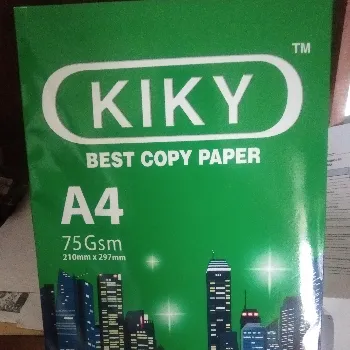 TM
KIKY
BEST COPY PAPER
A4
75Gsm
210mm x 297mm